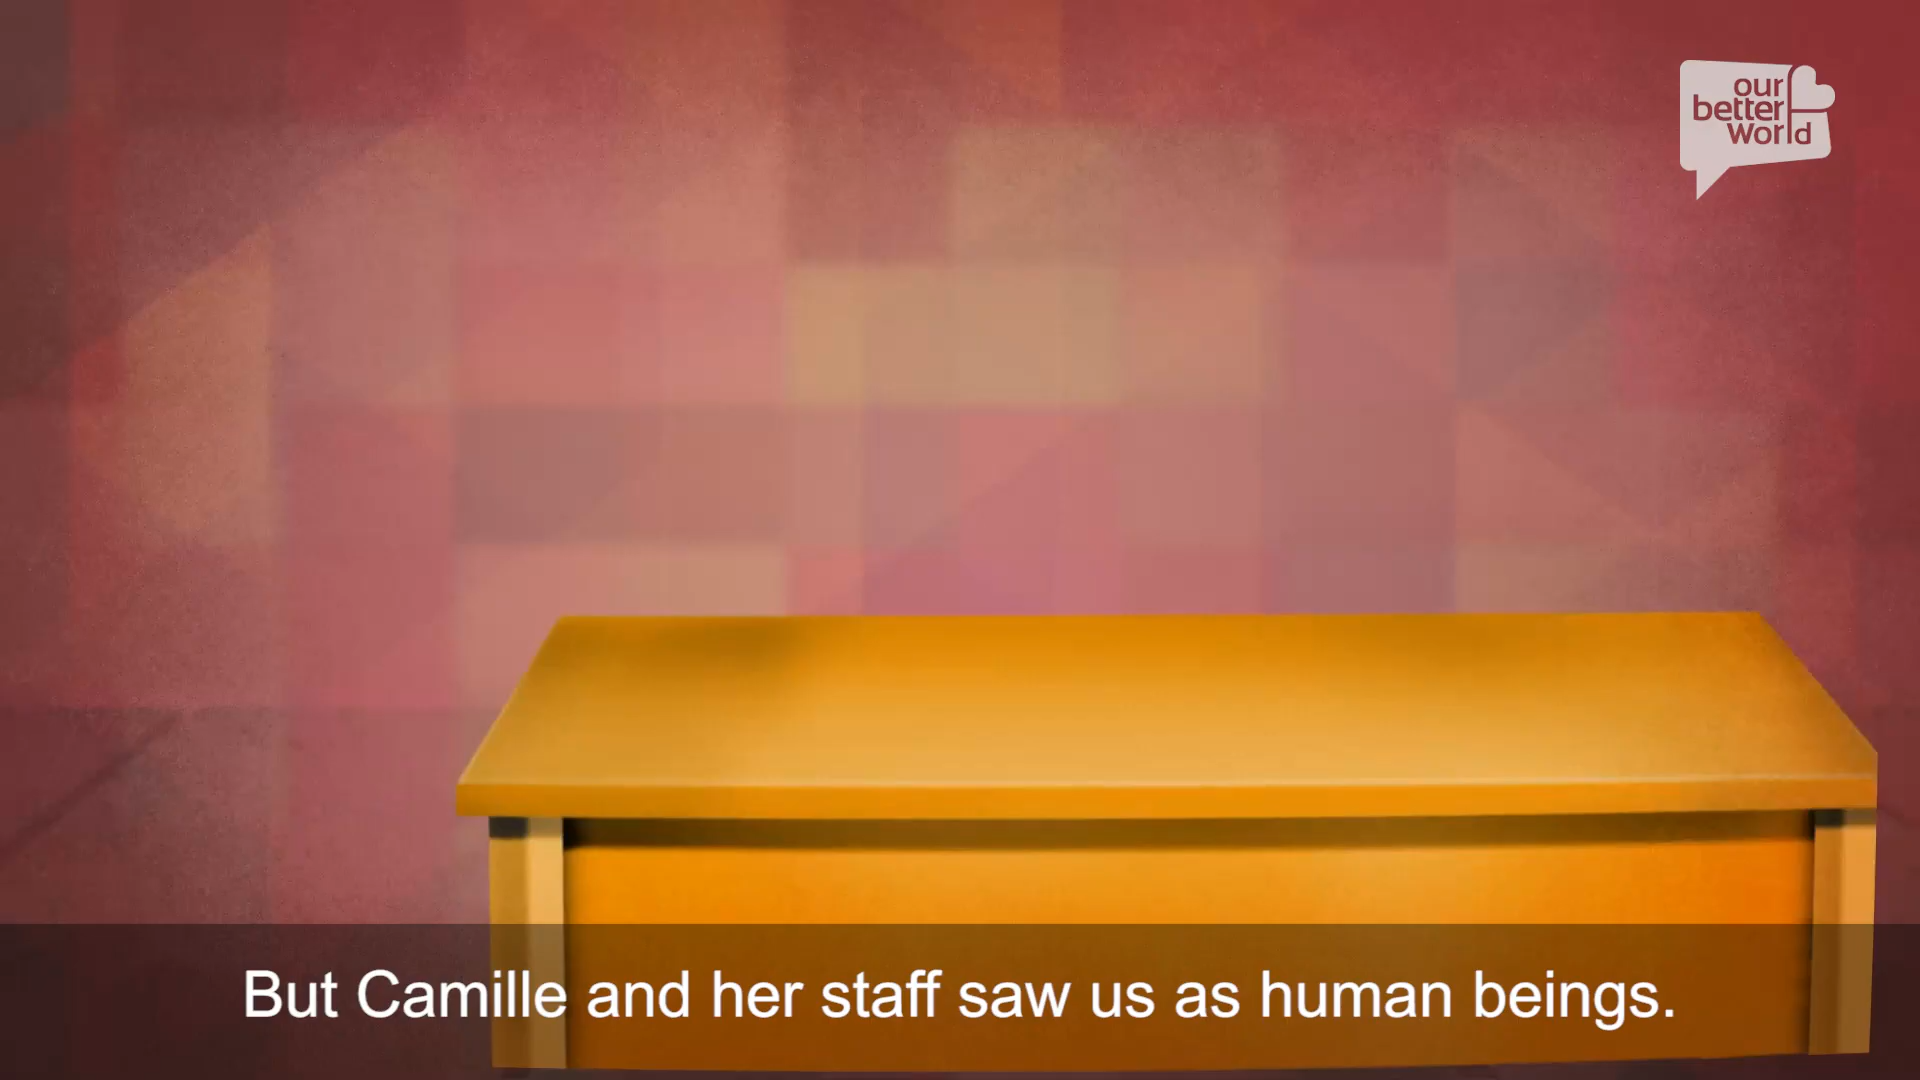 our
better
world
But Camille and her staff saw us as human beings.